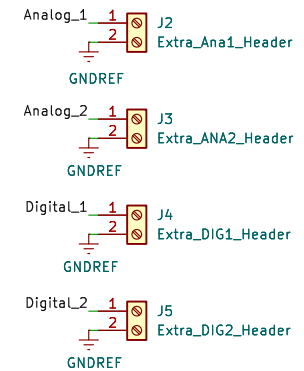 Analog_1 1 J2
2 Extra_Ana1_Header
GNDREF
Analog_2 1 J3
2 Extra_ANA2_Header
GNDREF
Digital_1 1 J4
2 Extra_DIG1_Header
GNDREF
Digital_2 1 J5
2 Extra_DIG2_Header
GNDREF